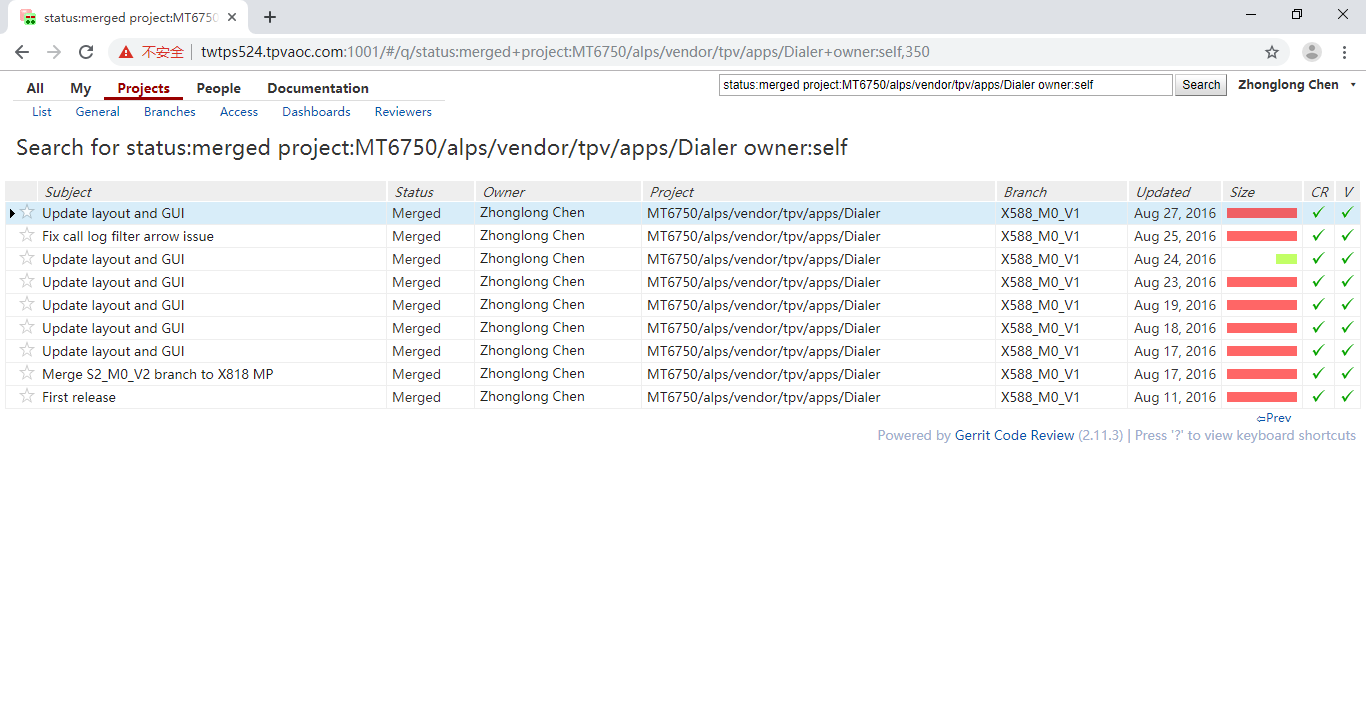 status:merged project:MT6750
不安全 twtps524.tpvaoc.com:1001/#/q/status:merged+project:MT6750/alps/vendor/tpv/apps/Dialer+owner:self,350
All My Projects People Documentation status:merged project:MT6750/alps/vendor/tpv/apps/Dialer owner:self Search Zhonglong Chen
List General Branches Access Dashboards Reviewers
Search for status:merged project:MT6750/alps/vendor/tpv/apps/Dialer owner:self
Subject Status Owner Project Branch Updated Size CR V
Update layout and GUI Merged Zhonglong Chen MT6750/alps/vendor/tpv/apps/Dialer X588_M0_V1 Aug 27, 2016 ✓ ✓
Fix call log filter arrow issue Merged Zhonglong Chen MT6750/alps/vendor/tpv/apps/Dialer X588_M0_V1 Aug 25, 2016 ✓ ✓
Update layout and GUI Merged Zhonglong Chen MT6750/alps/vendor/tpv/apps/Dialer X588_M0_V1 Aug 24, 2016 ✓ ✓
Update layout and GUI Merged Zhonglong Chen MT6750/alps/vendor/tpv/apps/Dialer X588_M0_V1 Aug 23, 2016 ✓ ✓
Update layout and GUI Merged Zhonglong Chen MT6750/alps/vendor/tpv/apps/Dialer X588_M0_V1 Aug 19, 2016 ✓ ✓
Update layout and GUI Merged Zhonglong Chen MT6750/alps/vendor/tpv/apps/Dialer X588_M0_V1 Aug 18, 2016 ✓ ✓
Update layout and GUI Merged Zhonglong Chen MT6750/alps/vendor/tpv/apps/Dialer X588_M0_V1 Aug 17, 2016 ✓ ✓
Merge S2_M0_V2 branch to X818 MP Merged Zhonglong Chen MT6750/alps/vendor/tpv/apps/Dialer X588_M0_V1 Aug 17, 2016 ✓ ✓
First release Merged Zhonglong Chen MT6750/alps/vendor/tpv/apps/Dialer X588_M0_V1 Aug 11, 2016 ✓ ✓
⇦Prev
Powered by Gerrit Code Review (2.11.3) | Press '?' to view keyboard shortcuts